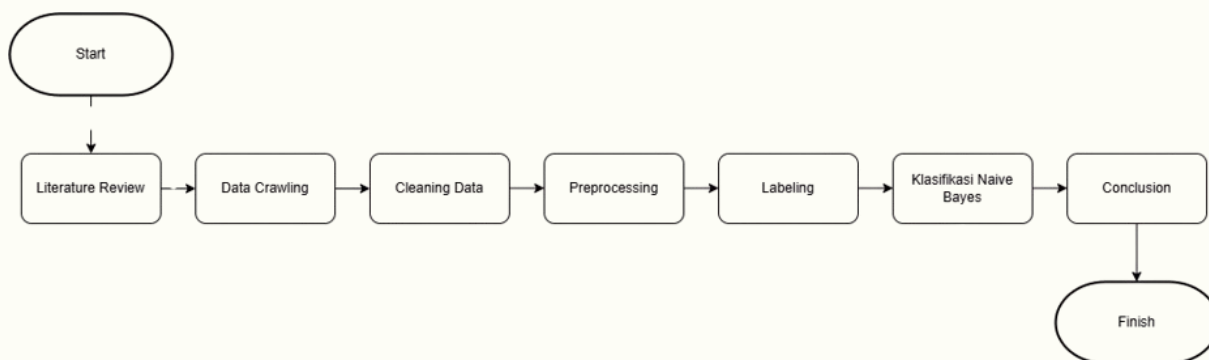 Start
Literature Review
Data Crawling
Cleaning Data
Preprocessing
Labeling
Klasifikasi Naive
Bayes
Conclusion
Finish